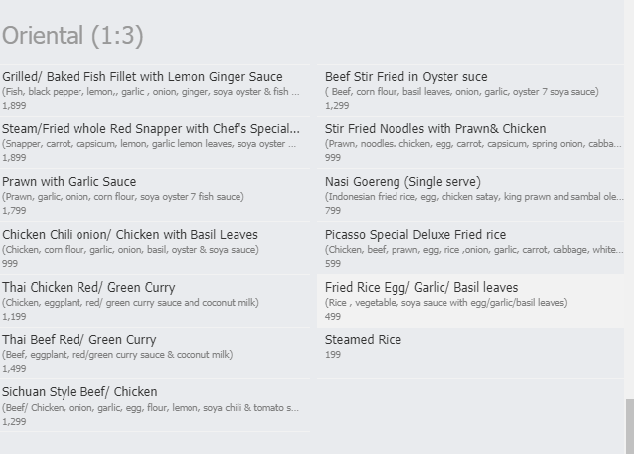 Oriental (1:3)
Grilled/ Baked Fish Fillet with Lemon Ginger Sauce
(Fish, black pepper, lemon,, garlic , onion, ginger, soya oyster & fish ...
1,899
Steam/Fried whole Red Snapper with Chef's Special...
(Snapper, carrot, capsicum, lemon, garlic lemon leaves, soya oyster ...
1,899
Prawn with Garlic Sauce
(Prawn, garlic, onion, corn flour, soya oyster 7 fish sauce)
1,799
Chicken Chili onion/ Chicken with Basil Leaves
(Chicken, corn flour, garlic, onion, basil, oyster & soya sauce)
999
Thai Chicken Red/ Green Curry
(Chicken, eggplant, red/ green curry sauce and coconut milk)
1,199
Thai Beef Red/ Green Curry
(Beef, eggplant, red/green curry sauce & coconut milk)
1,499
Sichuan Style Beef/ Chicken
(Beef/ Chicken, onion, garlic, egg, flour, lemon, soya chili & tomato s...
1,299
Beef Stir Fried in Oyster suce
( Beef, corn flour, basil leaves, onion, garlic, oyster 7 soya sauce)
1,299
Stir Fried Noodles with Prawn& Chicken
(Prawn, noodles, chicken, egg, carrot, capsicum, spring onion, cabba...
999
Nasi Goereng (Single serve)
(Indonesian fried rice, egg, chicken satay, king prawn and sambal ole...
799
Picasso Special Deluxe Fried rice
(Chicken, beef, prawn, egg, rice ,onion, garlic, carrot, cabbage, white...
599
Fried Rice Egg/ Garlic/ Basil leaves
(Rice , vegetable, soya sauce with egg/garlic/basil leaves)
499
Steamed Rice
199